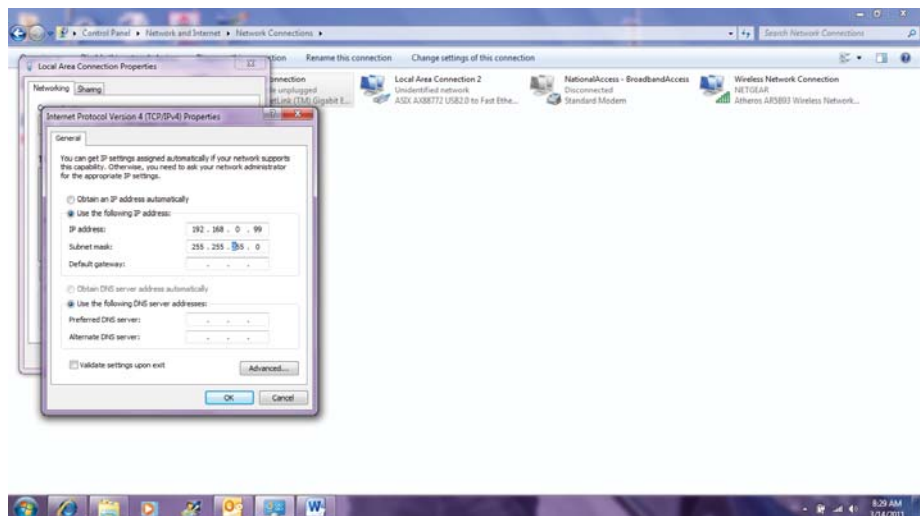 Control Panel ▸ Network and Internet ▸ Network Connections ▸
Search Network Connections
Rename this connection
Change settings of this connection
Local Area Connection Properties
Networking
Sharing
unplugged
Local Area Connection 2
Unidentified network
ASIX AX88772 USB2.0 to Fast Ethe...
NationalAccess - BroadbandAccess
Disconnected
Standard Modem
Wireless Network Connection
NETGEAR
Atheros AR5B93 Wireless Network...
Internet Protocol Version 4 (TCP/IPv4) Properties
General
You can get IP settings assigned automatically if your network supports
this capability. Otherwise, you need to ask your network administrator
for the appropriate IP settings.
Obtain an IP address automatically
Use the following IP address:
IP address: 192 . 168 . 0 . 99
Subnet mask: 255 . 255 . 255 . 0
Default gateway: . . .
Obtain DNS server address automatically
Use the following DNS server addresses:
Preferred DNS server: . . .
Alternate DNS server: . . .
Validate settings upon exit
Advanced...
OK
Cancel
8:29 AM
3/14/2011